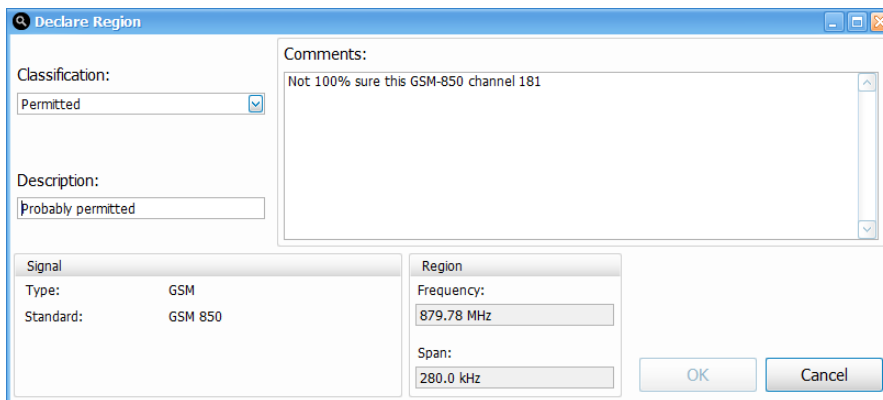 Declare Region
Classification:
Permitted
Description:
Probably permitted
Comments:
Not 100% sure this GSM-850 channel 181
Signal
Type: GSM
Standard: GSM 850
Region
Frequency:
879.78 MHz
Span:
280.0 kHz
OK
Cancel